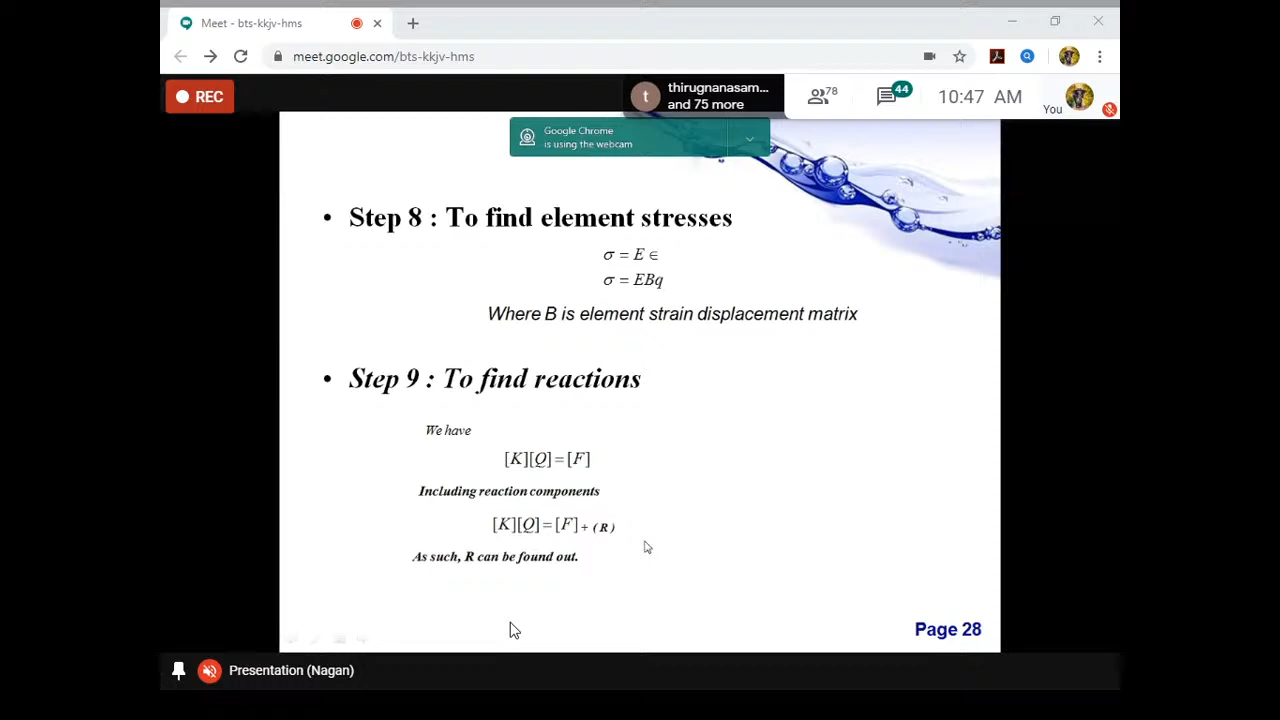 Meet - bts-kkjv-hms
meet.google.com/bts-kkjv-hms
REC
t
thirugnanasam...
and 75 more
78
44
10:47 AM
You
Google Chrome
is using the webcam
• Step 8 : To find element stresses
σ = E ∈
σ = EBq
Where B is element strain displacement matrix
• Step 9 : To find reactions
We have
[K][Q] = [F]
Including reaction components
[K][Q] = [F] + ( R )
As such, R can be found out.
Page 28
Presentation (Nagan)